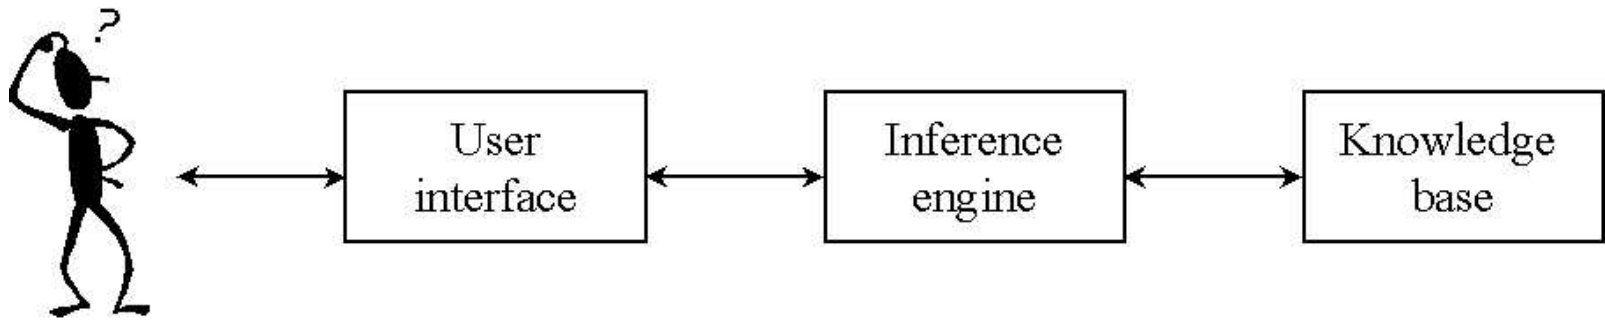 ?
User
interface
Inference
engine
Knowledge
base